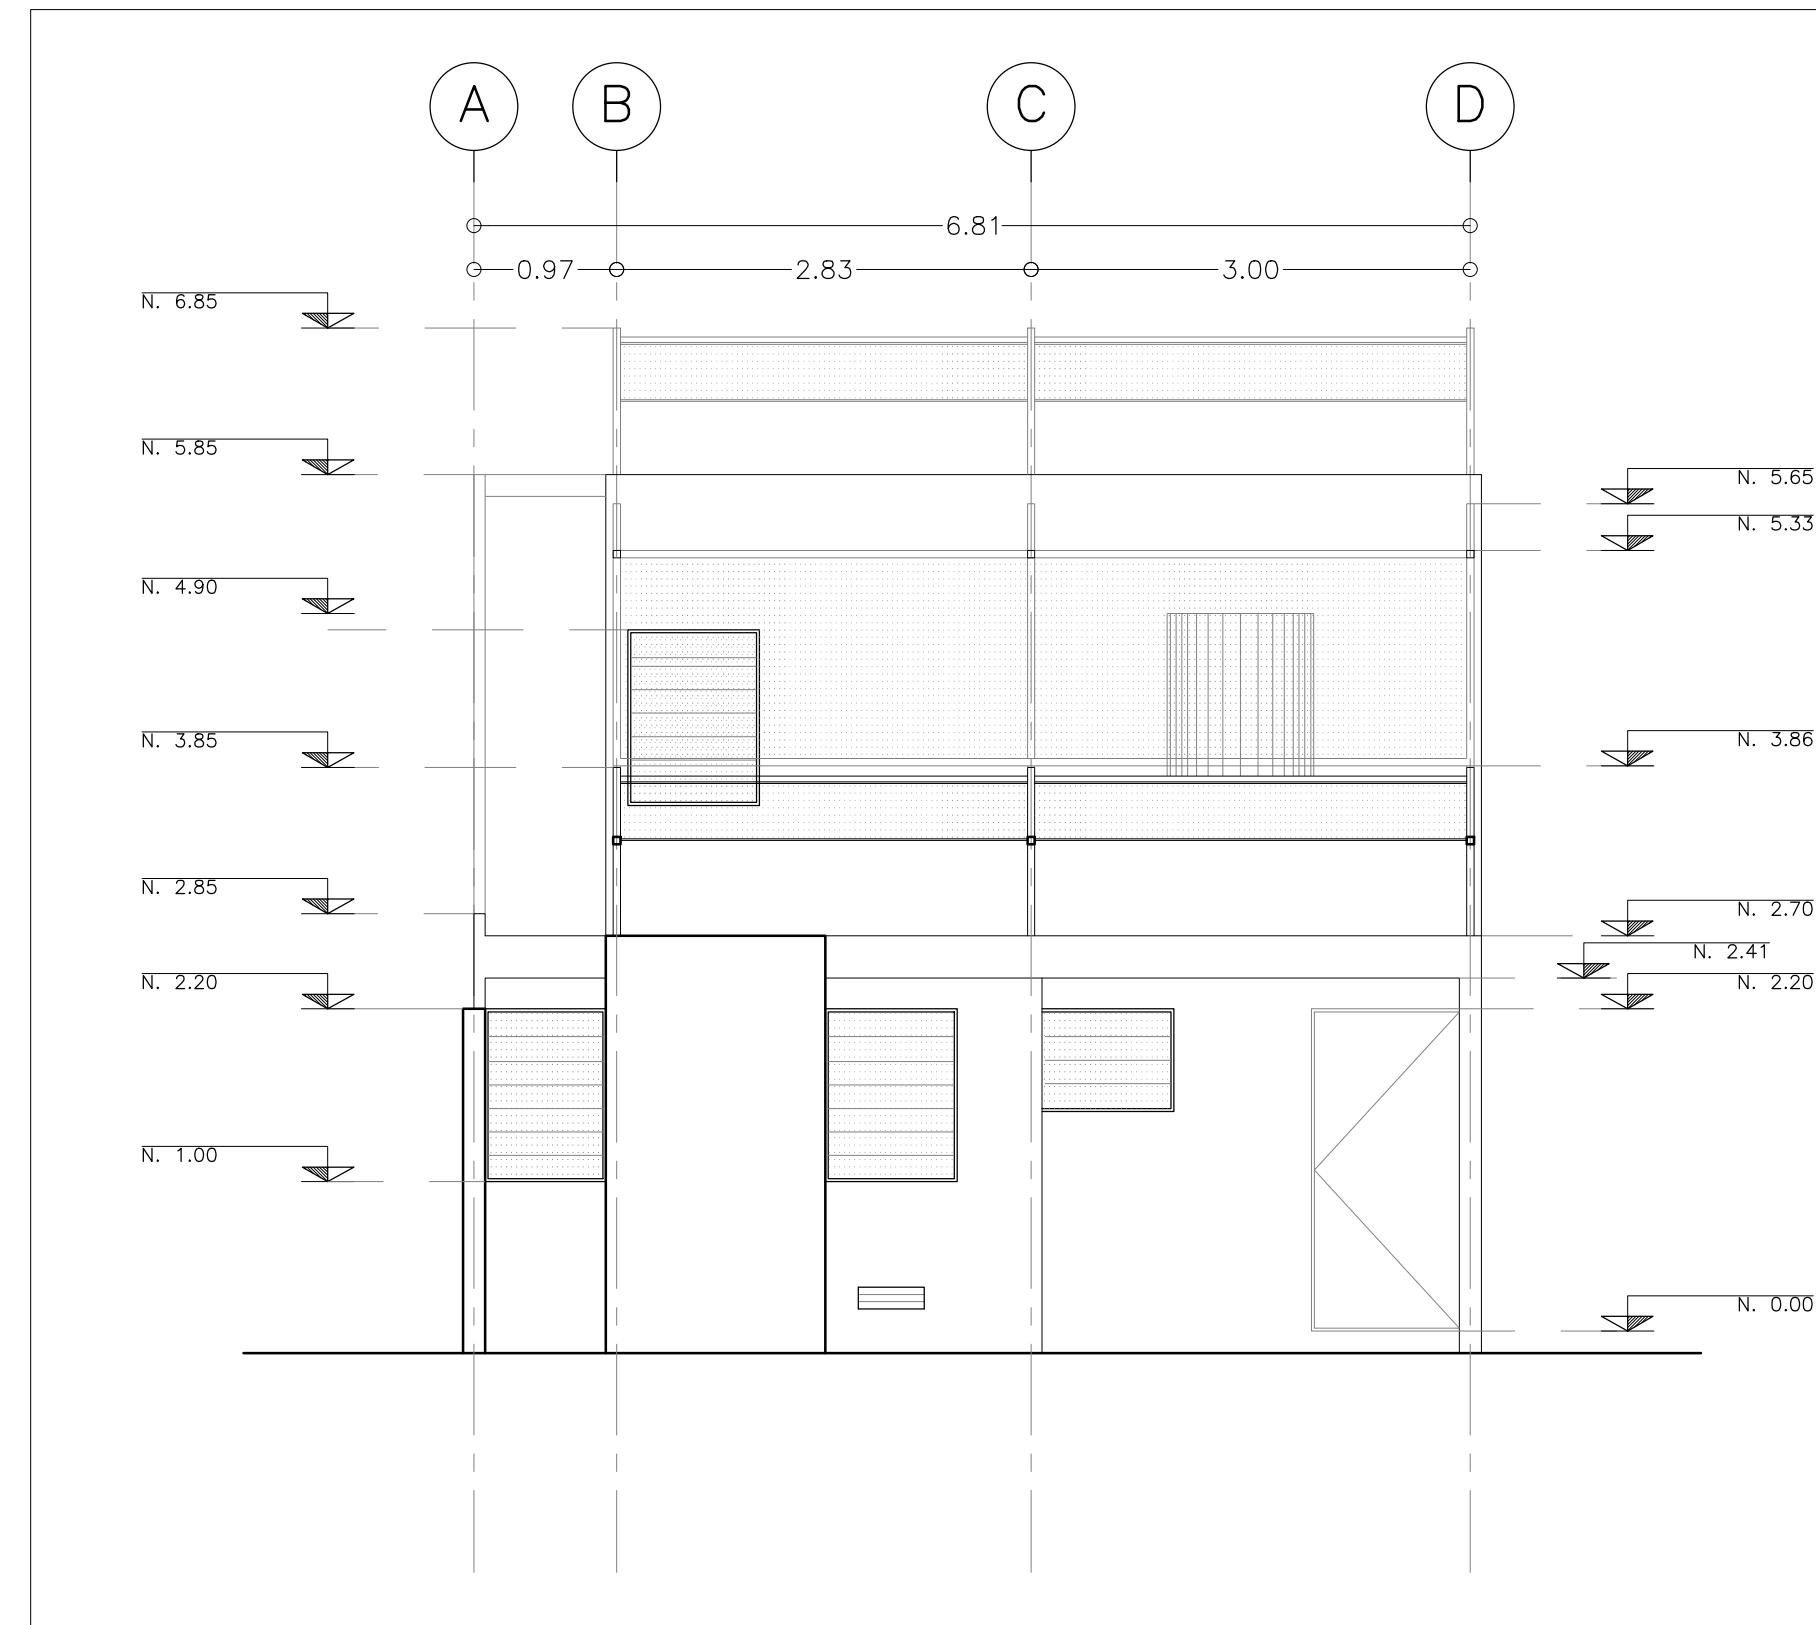 A B C D
6.81
0.97 2.83 3.00
N. 6.85
N. 5.85
N. 5.65
N. 5.33
N. 4.90
N. 3.85
N. 3.86
N. 2.85
N. 2.70
N. 2.41
N. 2.20
N. 2.20
N. 1.00
N. 0.00